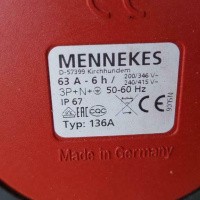 MENNEKES
D-57399 Kirchhundem
63 A - 6 h / 200/346 V~
240/415 V~
3P+N+ 50-60 Hz
IP 67
EAC
Typ: 136A
Made in Germany